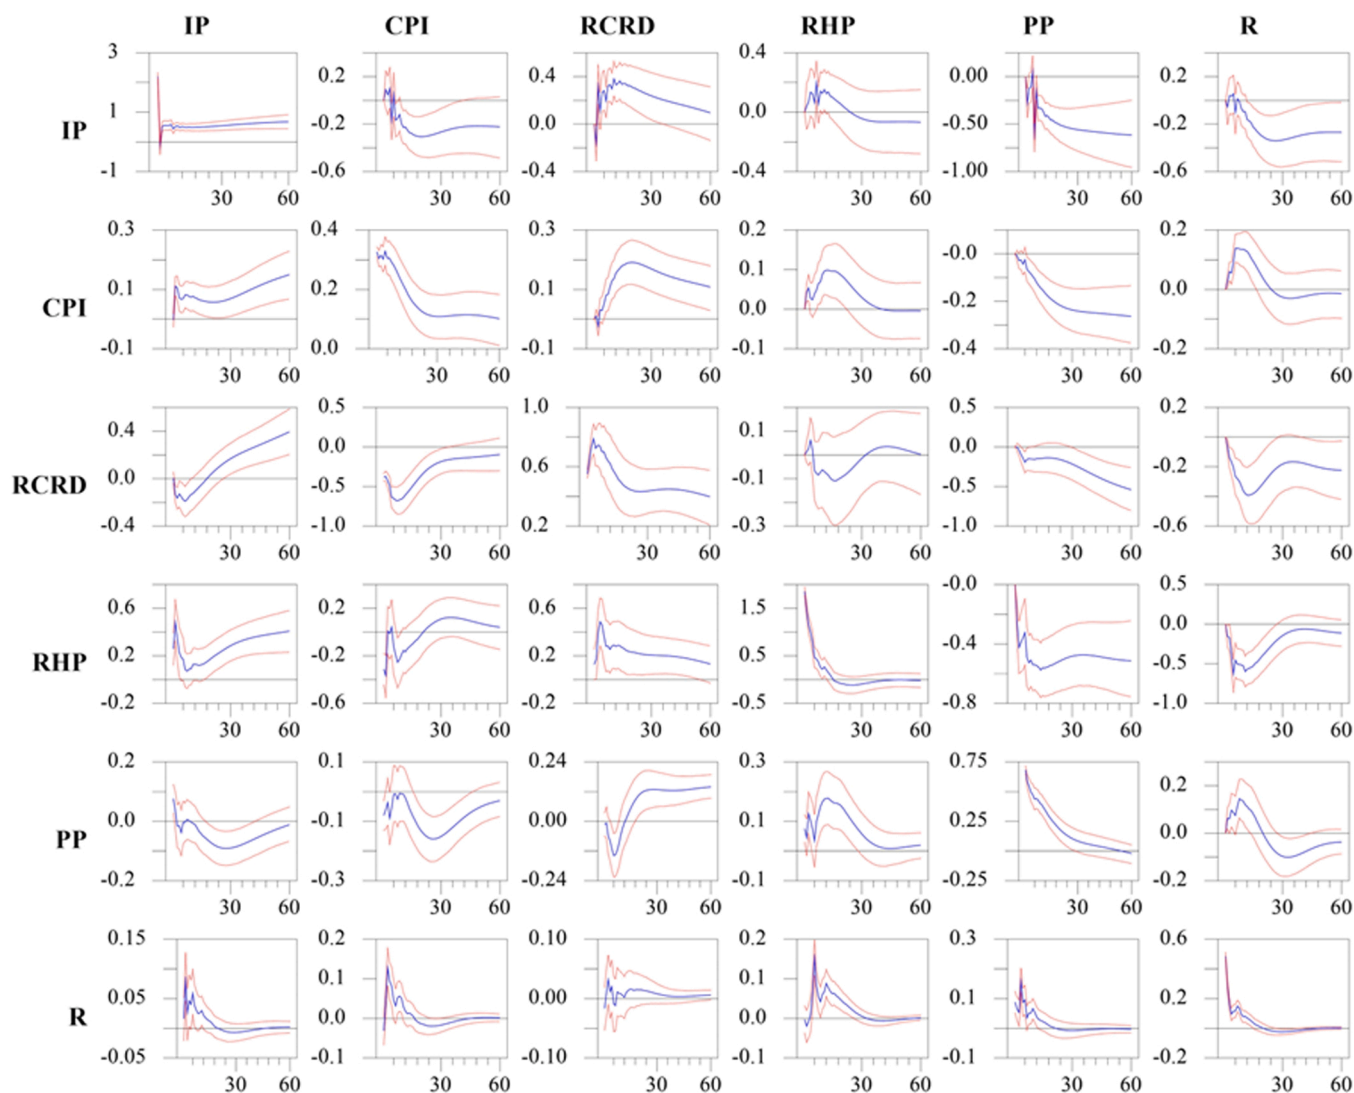 IP CPI RCRD RHP PP R
3 0.4
0.2 0.4 0.00 0.2
1 0.0
-0.2 0.0 -0.50 -0.2
IP
-1 -0.6 0.4 -0.4 -1.00 -0.6
30 60 30 60 30 60 30 60 30 60 30 60
0.3 0.4 0.3 0.2 0.2
-0.0
0.1
0.1 0.2 0.1 0.0
-0.2
CPI 0.0
-0.1 0.0 -0.1 -0.1 -0.4 -0.2
30 60 30 60 30 60 30 60 30 60 30 60
0.5 1.0 0.5 0.2
0.4 0.1
0.0 0.0
0.6 -0.2
0.0 -0.1
RCRD -0.5 -0.5
-0.4 -1.0 0.2 -0.3 -1.0 -0.6
30 60 30 60 30 60 30 60 30 60 30 60
-0.0 0.5
0.6 0.2 0.6 1.5
0.0
-0.4
0.2 -0.2 0.2 0.5
RHP -0.5
-0.2 -0.6 -0.2 0.5 -0.8 -1.0
30 60 30 60 30 60 30 60 30 60 30 60
0.2 0.1 0.24 0.3 0.75
0.2
0.1
0.0 -0.1 0.00 0.25
0.0
PP
-0.2 -0.3 -0.24 -0.1 -0.25 -0.2
30 60 30 60 30 60 30 60 30 60 30 60
0.15 0.2 0.10 0.2 0.3 0.6
0.1 0.1
0.05 0.00 0.1 0.2
R 0.0 0.0
-0.05 -0.1 -0.10 0.1 -0.1 -0.2
30 60 30 60 30 60 30 60 30 60 30 60